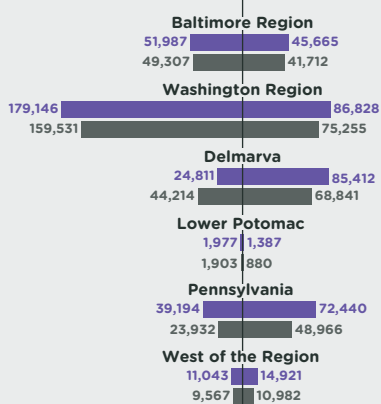 Baltimore Region
51,987 45,665
49,307 41,712
Washington Region
179,146 86,828
159,531 75,255
Delmarva
24,811 85,412
44,214 68,841
Lower Potomac
1,977 1,387
1,903 880
Pennsylvania
39,194 72,440
23,932 48,966
West of the Region
11,043 14,921
9,567 10,982